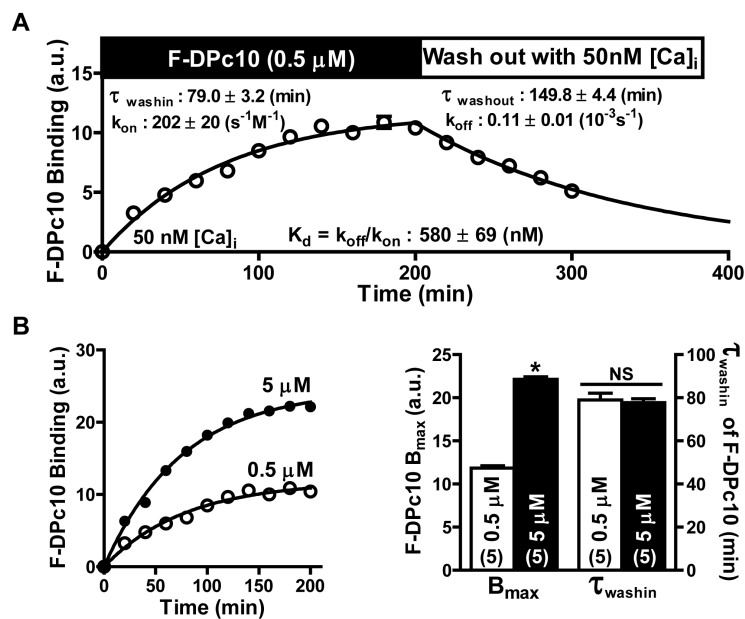 A
F-DPc10 (0.5 μM)
Wash out with 50nM [Ca]i
τ washin : 79.0 ± 3.2 (min)
kon : 202 ± 20 (s-1M-1)
τ washout : 149.8 ± 4.4 (min)
koff : 0.11 ± 0.01 (10-3s-1)
50 nM [Ca]i
Kd = koff/kon : 580 ± 69 (nM)
F-DPc10 Binding (a.u.)
15
10
5
0
0 100 200 300 400
Time (min)
B
F-DPc10 Binding (a.u.)
30
20
10
0
5 μM
0.5 μM
0 50 100 150 200
Time (min)
F-DPc10 Bmax (a.u.)
25
20
15
10
5
0
*
NS
(5) 0.5 μM
(5) 5 μM
(5) 0.5 μM
(5) 5 μM
Bmax
τwashin
100
80
60
40
20
0
τwashin of F-DPc10 (min)